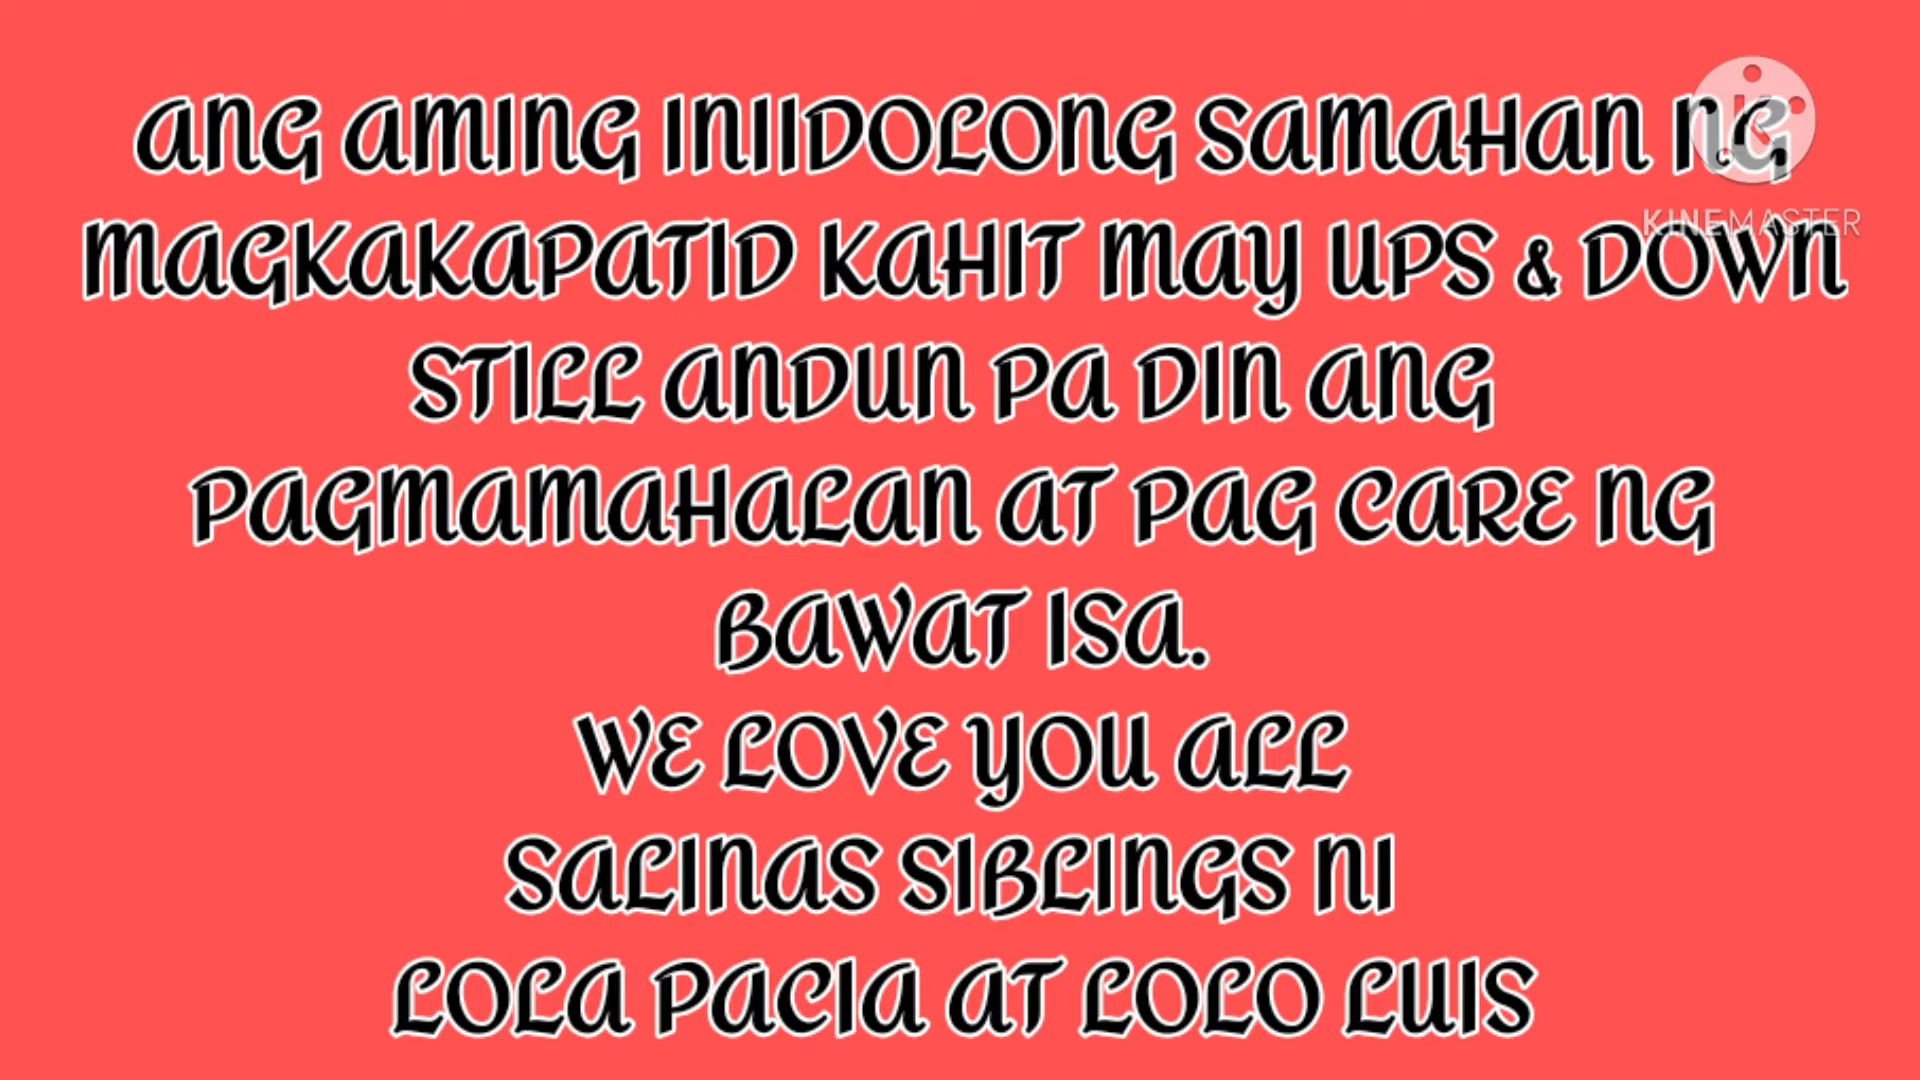 ANG AMING INIIDOLONG SAMAHAN NG
MAGKAKAPATID KAHIT MAY UPS & DOWN
STILL ANDUN PA DIN ANG
PAGMAMAHALAN AT PAG CARE NG
BAWAT ISA.
WE LOVE YOU ALL
SALINAS SIBLINGS NI
LOLA PACIA AT LOLO LUIS
K
KINEMASTER